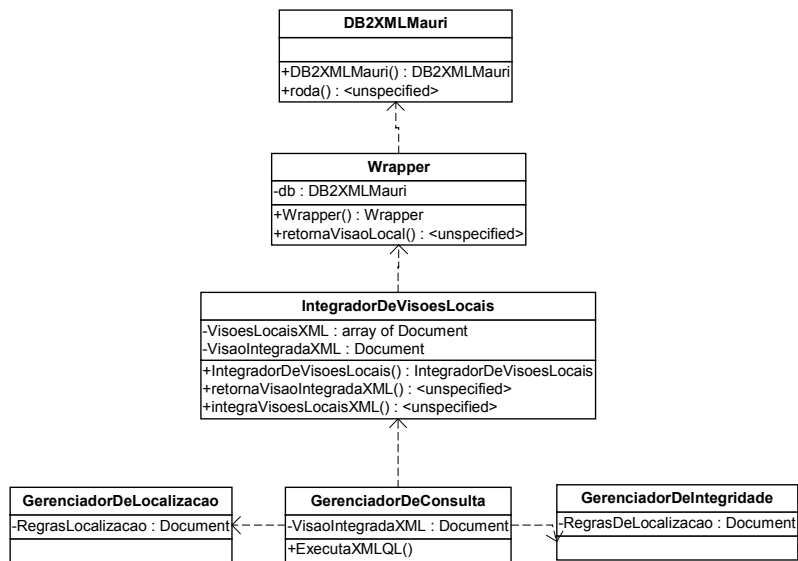 DB2XMLMauri
+DB2XMLMauri() : DB2XMLMauri
+roda() : <unspecified>
Wrapper
-db : DB2XMLMauri
+Wrapper() : Wrapper
+retornaVisaoLocal() : <unspecified>
IntegradorDeVisoesLocais
-VisoesLocaisXML : array of Document
-VisaoIntegradaXML : Document
+IntegradorDeVisoesLocais() : IntegradorDeVisoesLocais
+retornaVisaoIntegradaXML() : <unspecified>
+integraVisoesLocaisXML() : <unspecified>
GerenciadorDeLocalizacao
-RegrasLocalizacao : Document
GerenciadorDeConsulta
-VisaoIntegradaXML : Document
+ExecutaXMLQL()
GerenciadorDeIntegridade
-RegrasDeLocalizacao : Document